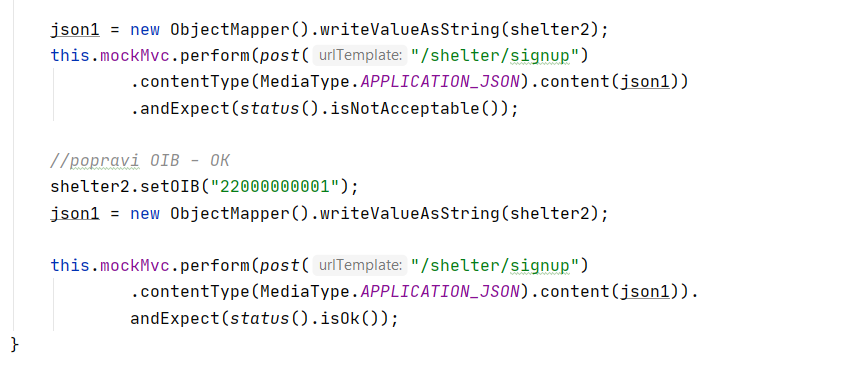 json1 = new ObjectMapper().writeValueAsString(shelter2);
this.mockMvc.perform(post( urlTemplate: "/shelter/signup")
.contentType(MediaType.APPLICATION_JSON).content(json1))
.andExpect(status().isNotAcceptable());
//popravi OIB – OK
shelter2.setOIB("22000000001");
json1 = new ObjectMapper().writeValueAsString(shelter2);
this.mockMvc.perform(post( urlTemplate: "/shelter/signup")
.contentType(MediaType.APPLICATION_JSON).content(json1)).
andExpect(status().isOk());
}